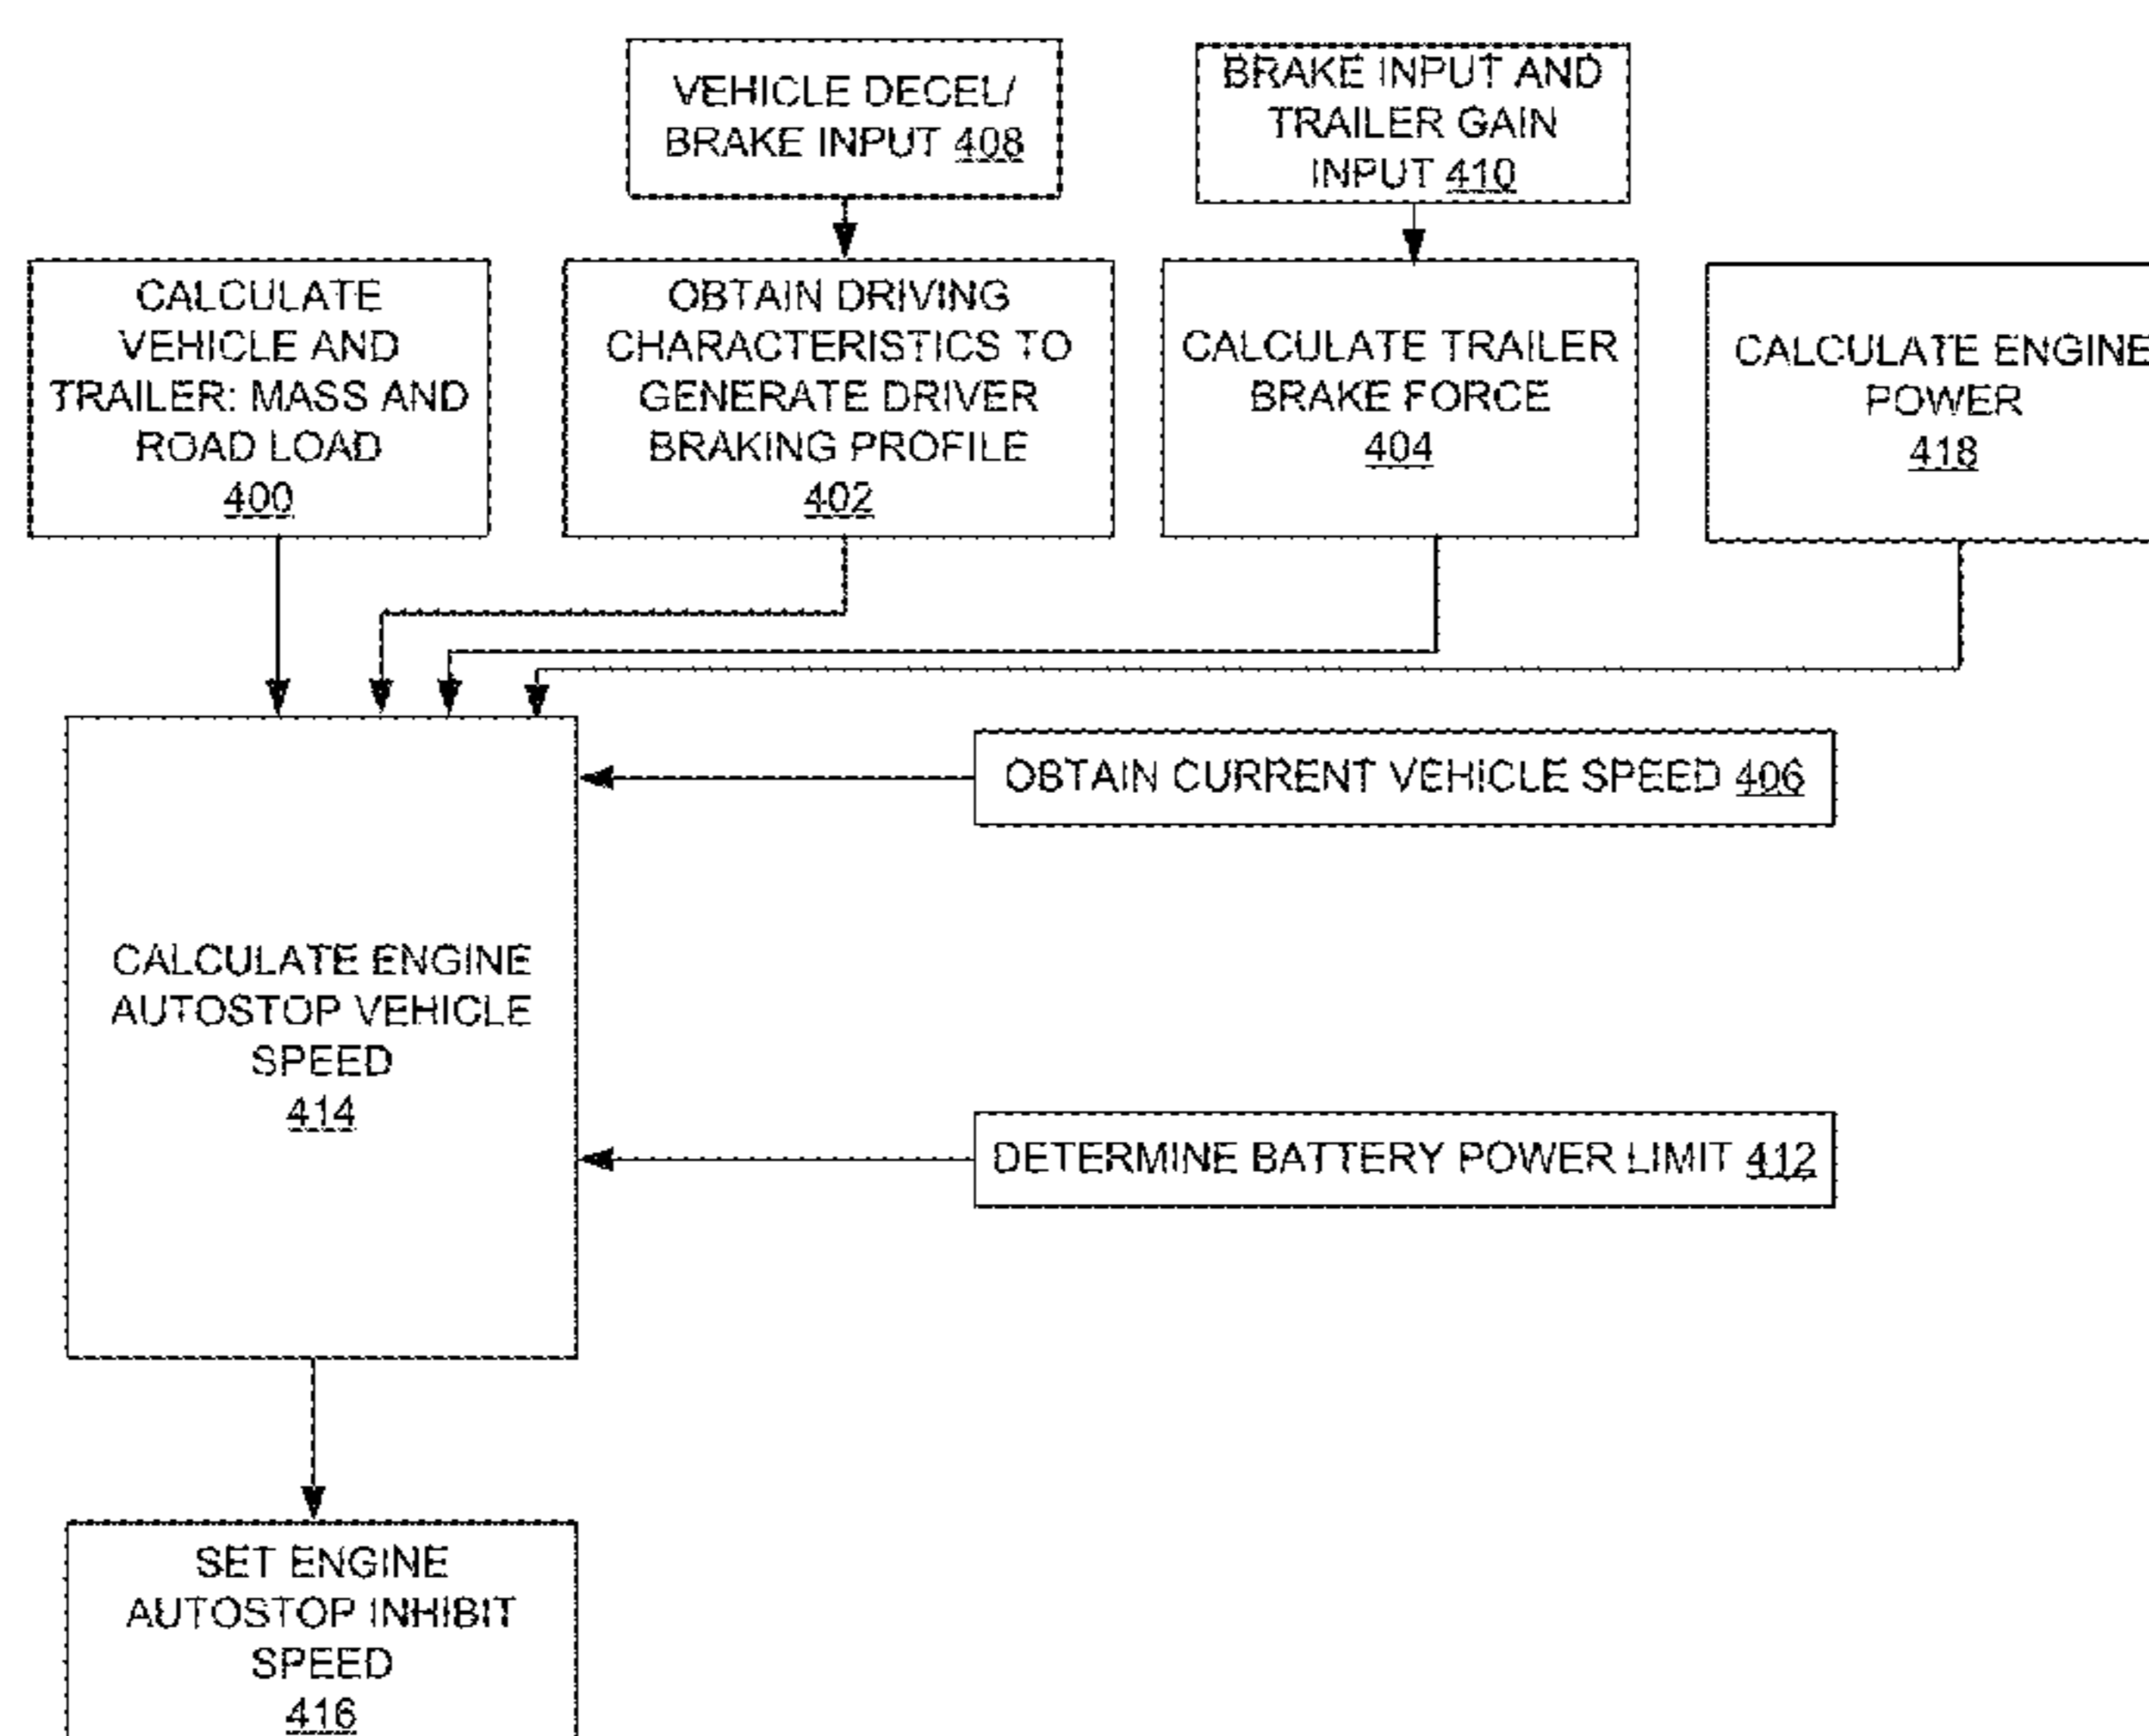 VEHICLE DECEL/
BRAKE INPUT 408
BRAKE INPUT AND
TRAILER GAIN
INPUT 410
CALCULATE
VEHICLE AND
TRAILER: MASS AND
ROAD LOAD
400
OBTAIN DRIVING
CHARACTERISTICS TO
GENERATE DRIVER
BRAKING PROFILE
402
CALCULATE TRAILER
BRAKE FORCE
404
CALCULATE ENGINE
POWER
418
OBTAIN CURRENT VEHICLE SPEED 406
CALCULATE ENGINE
AUTOSTOP VEHICLE
SPEED
414
DETERMINE BATTERY POWER LIMIT 412
SET ENGINE
AUTOSTOP INHIBIT
SPEED
416